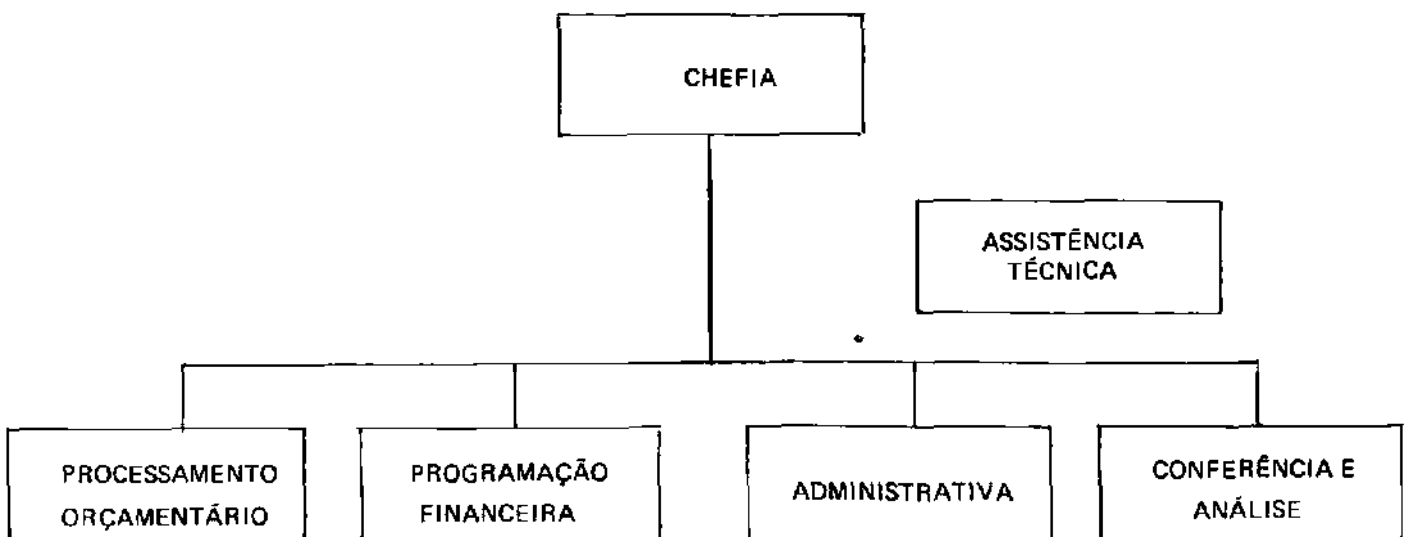 CHEFIA
ASSISTÊNCIA
TÉCNICA
PROCESSAMENTO
ORÇAMENTÁRIO
PROGRAMAÇÃO
FINANCEIRA
ADMINISTRATIVA
CONFERÊNCIA E
ANÁLISE